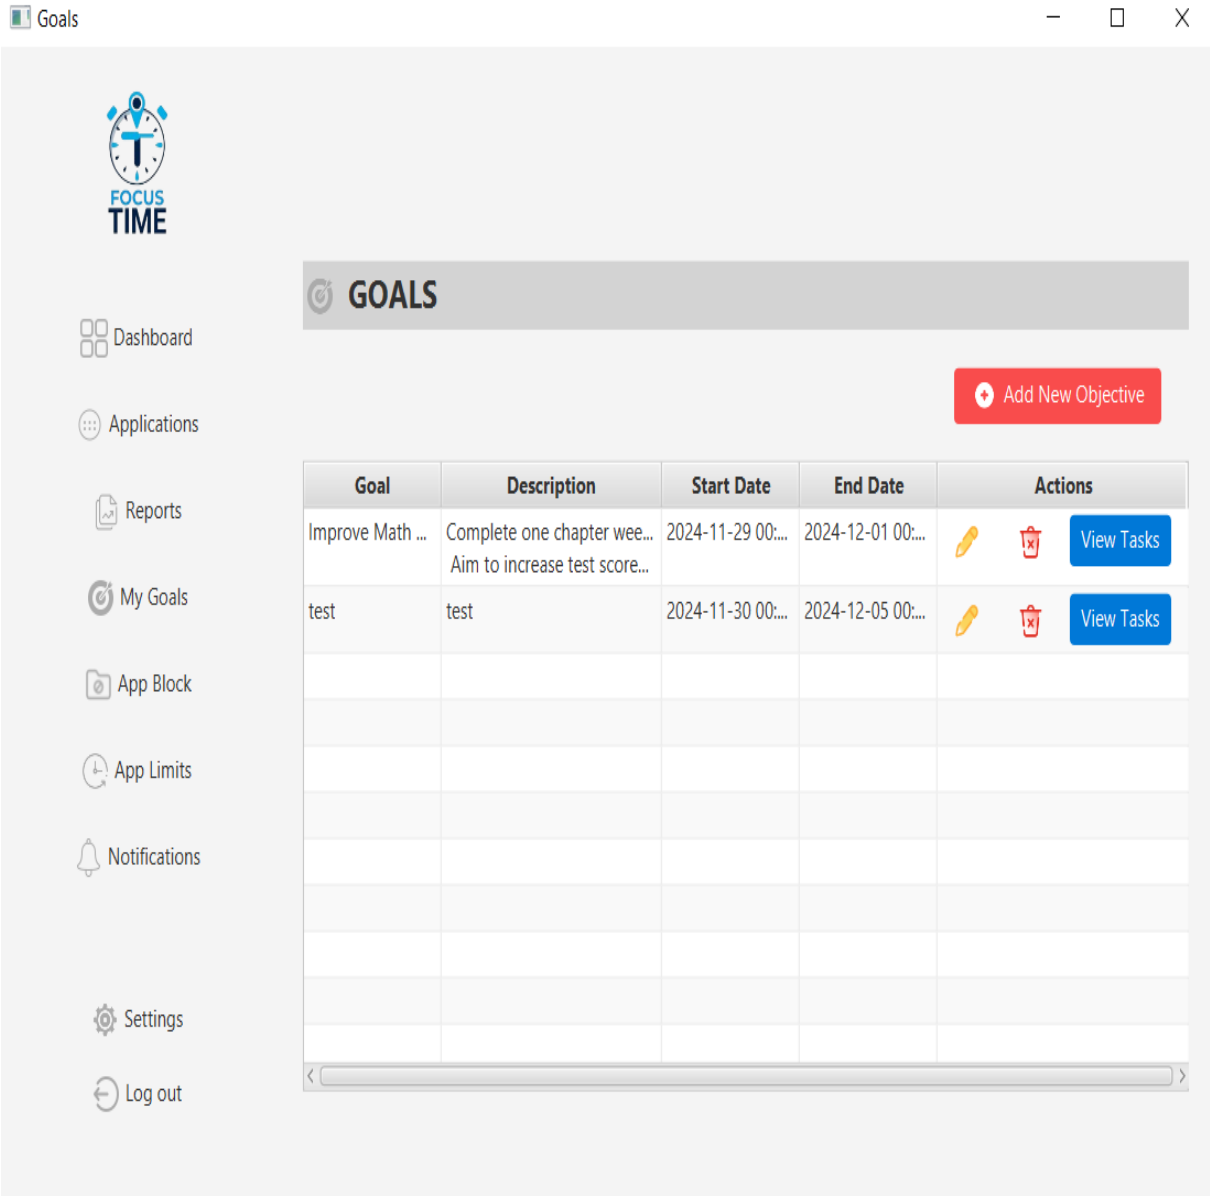 Goals
FOCUS
TIME
GOALS
Dashboard
Add New Objective
Applications
Goal Description Start Date End Date Actions
Reports
Improve Math ... Complete one chapter wee... 2024-11-29 00:... 2024-12-01 00:... View Tasks
Aim to increase test score...
My Goals
test test 2024-11-30 00:... 2024-12-05 00:... View Tasks
App Block
App Limits
Notifications
Settings
Log out